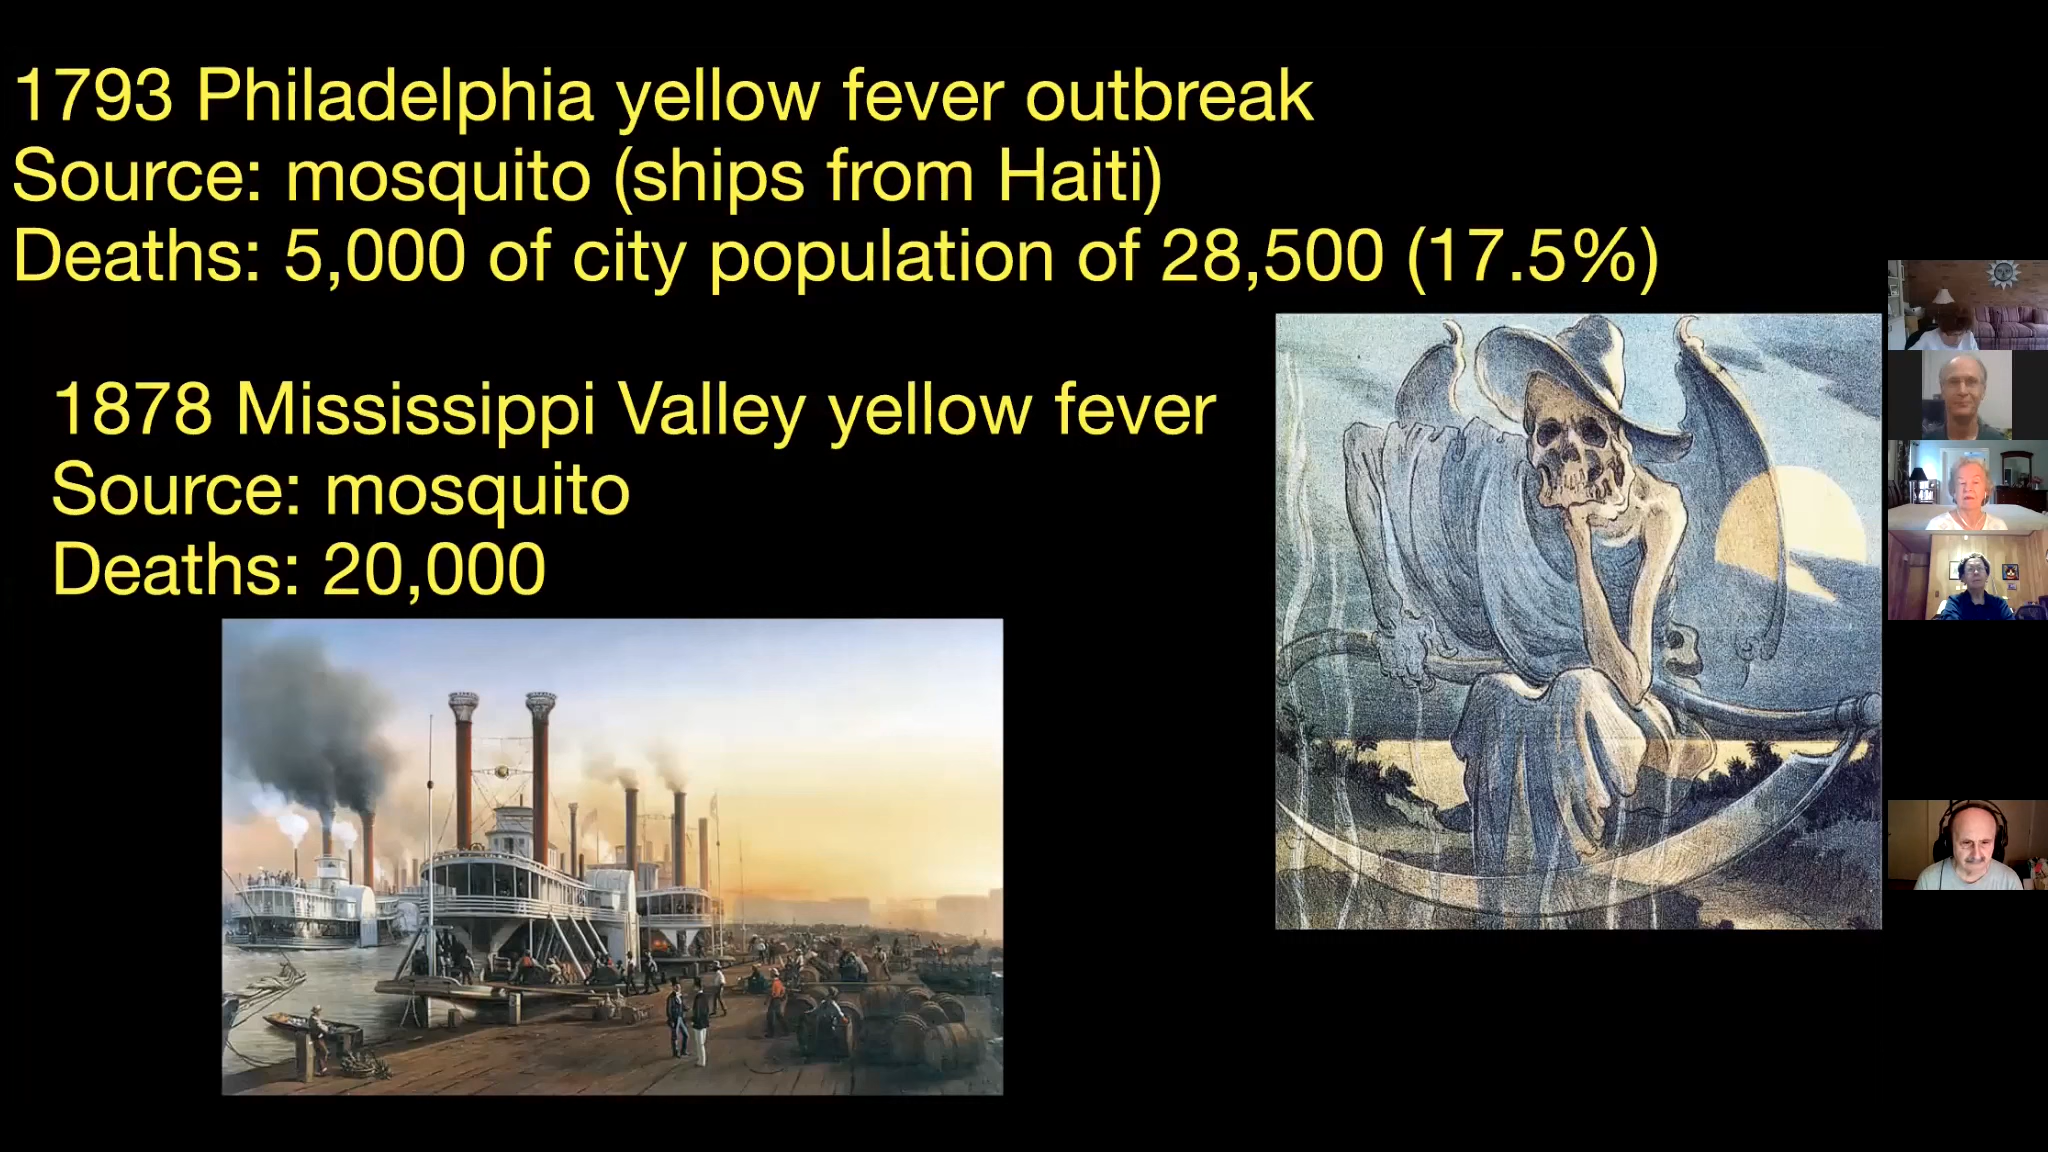 1793 Philadelphia yellow fever outbreak
Source: mosquito (ships from Haiti)
Deaths: 5,000 of city population of 28,500 (17.5%)
1878 Mississippi Valley yellow fever
Source: mosquito
Deaths: 20,000